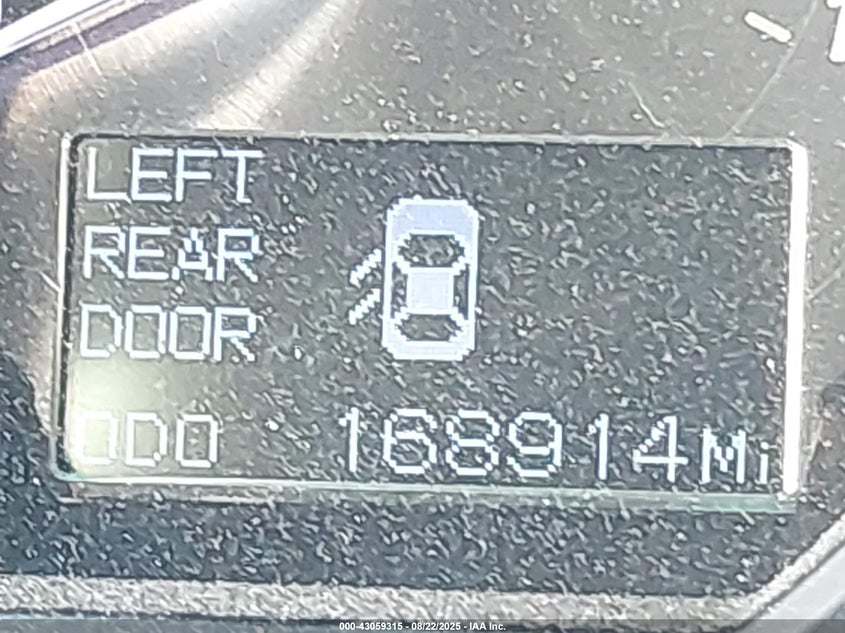 LEFT
REAR
DOOR
ODO 168914Mi
000-43059315 - 08/22/2025 - IAA Inc.